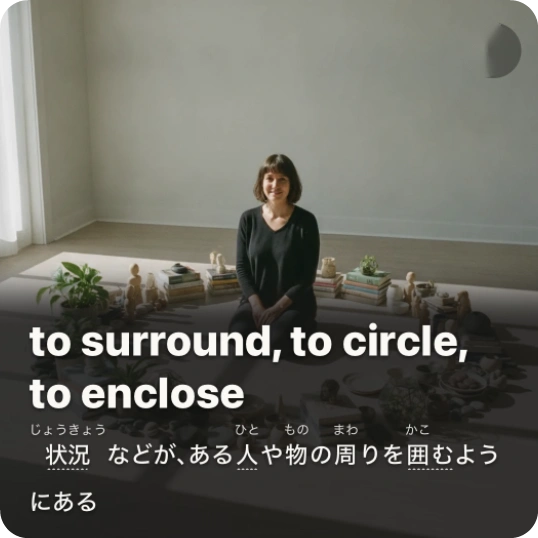 to surround, to circle,
to enclose
じょうきょう ひと もの まわ かこ
状況 などが、ある人や物の周りを囲むよう
にある